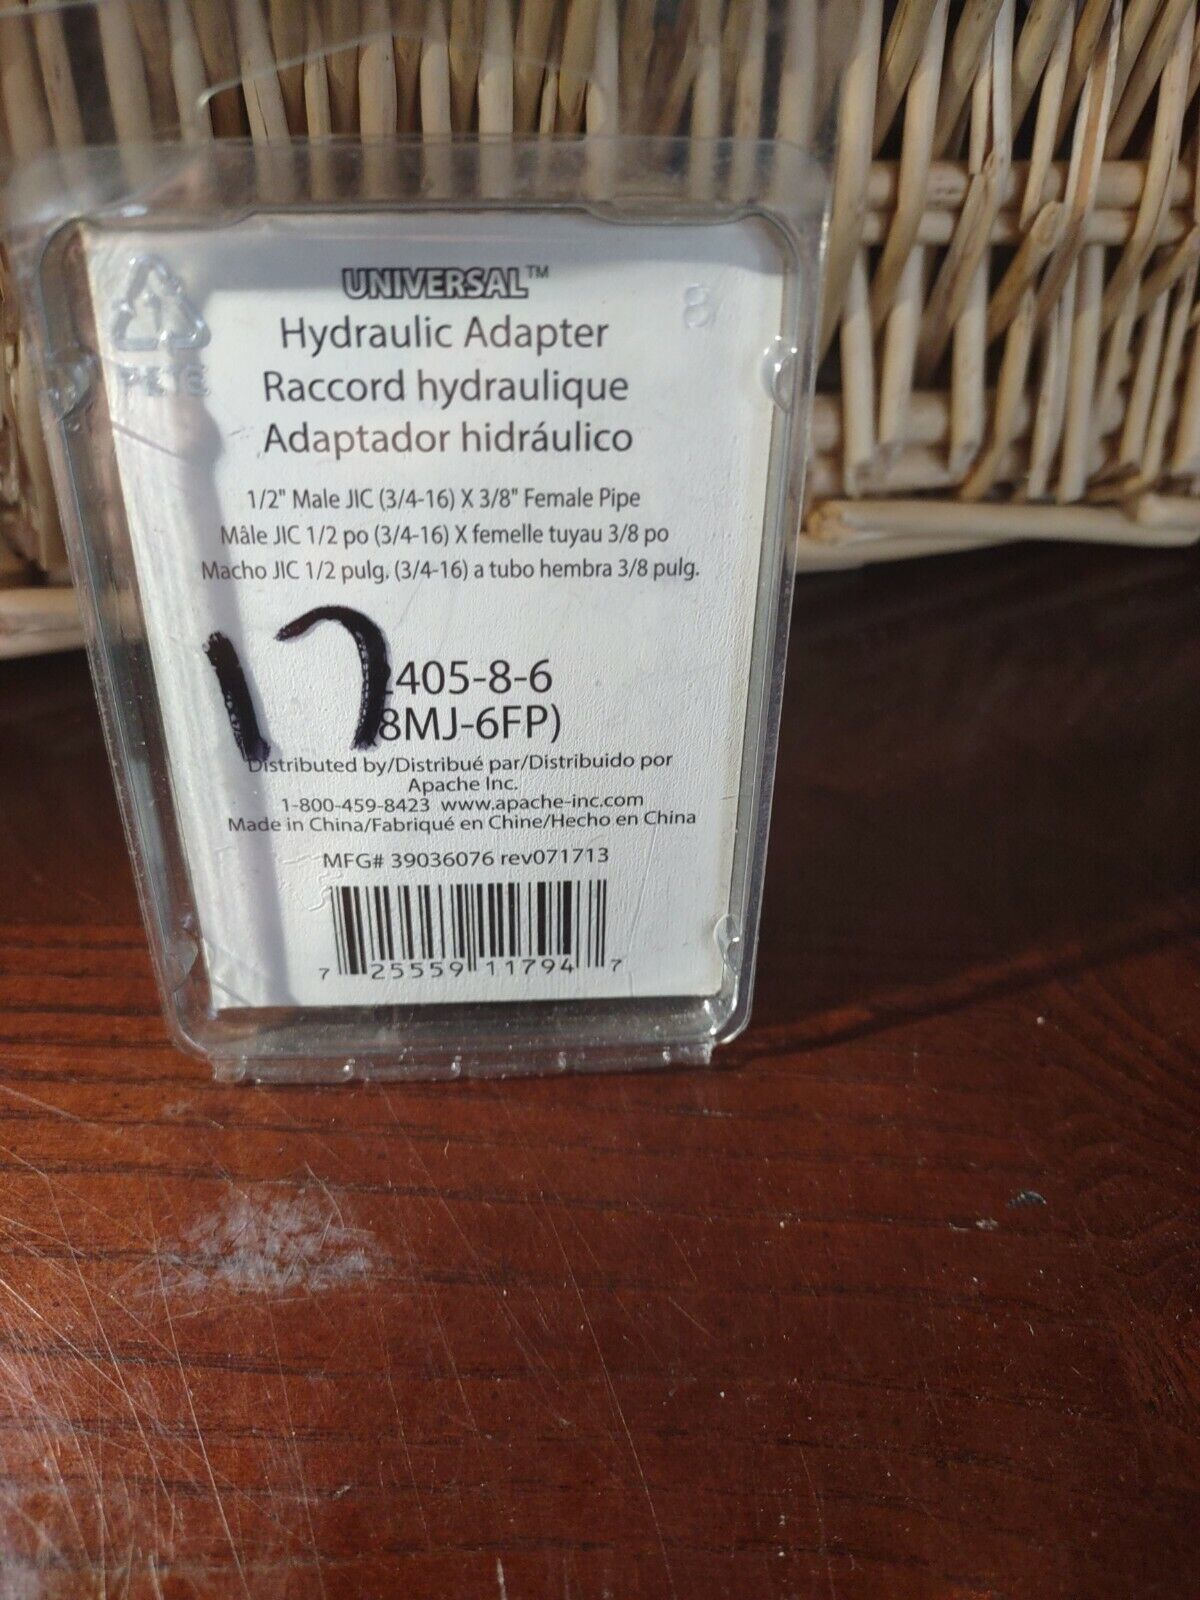 UNIVERSAL™
Hydraulic Adapter
Raccord hydraulique
Adaptador hidráulico
1/2" Male JIC (3/4-16) X 3/8" Female Pipe
Mâle JIC 1/2 po (3/4-16) X femelle tuyau 3/8 po
Macho JIC 1/2 pulg. (3/4-16) a tubo hembra 3/8 pulg.
17
405-8-6
8MJ-6FP)
Distributed by/Distribué par/Distribuido por
Apache Inc.
1-800-459-8423 www.apache-inc.com
Made in China/Fabriqué en Chine/Hecho en China
MFG# 39036076 rev071713
7 25559 11794 7
8
PETE